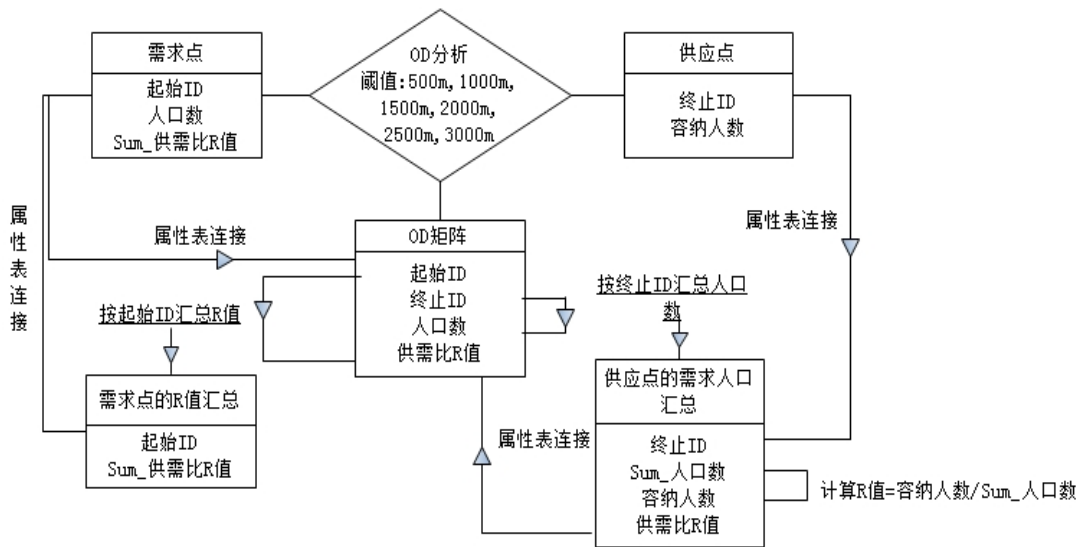 需求点
起始ID
人口数
Sum_供需比R值
OD分析
阈值:500m,1000m,
1500m,2000m,
2500m,3000m
供应点
终止ID
容纳人数
属性表连接
属性表连接
OD矩阵
起始ID
终止ID
人口数
供需比R值
属性表连接
按起始ID汇总R值
需求点的R值汇总
起始ID
Sum_供需比R值
按终止ID汇总人口
数
供应点的需求人口
汇总
终止ID
Sum_人口数
容纳人数
供需比R值
属性表连接
计算R值=容纳人数/Sum_人口数